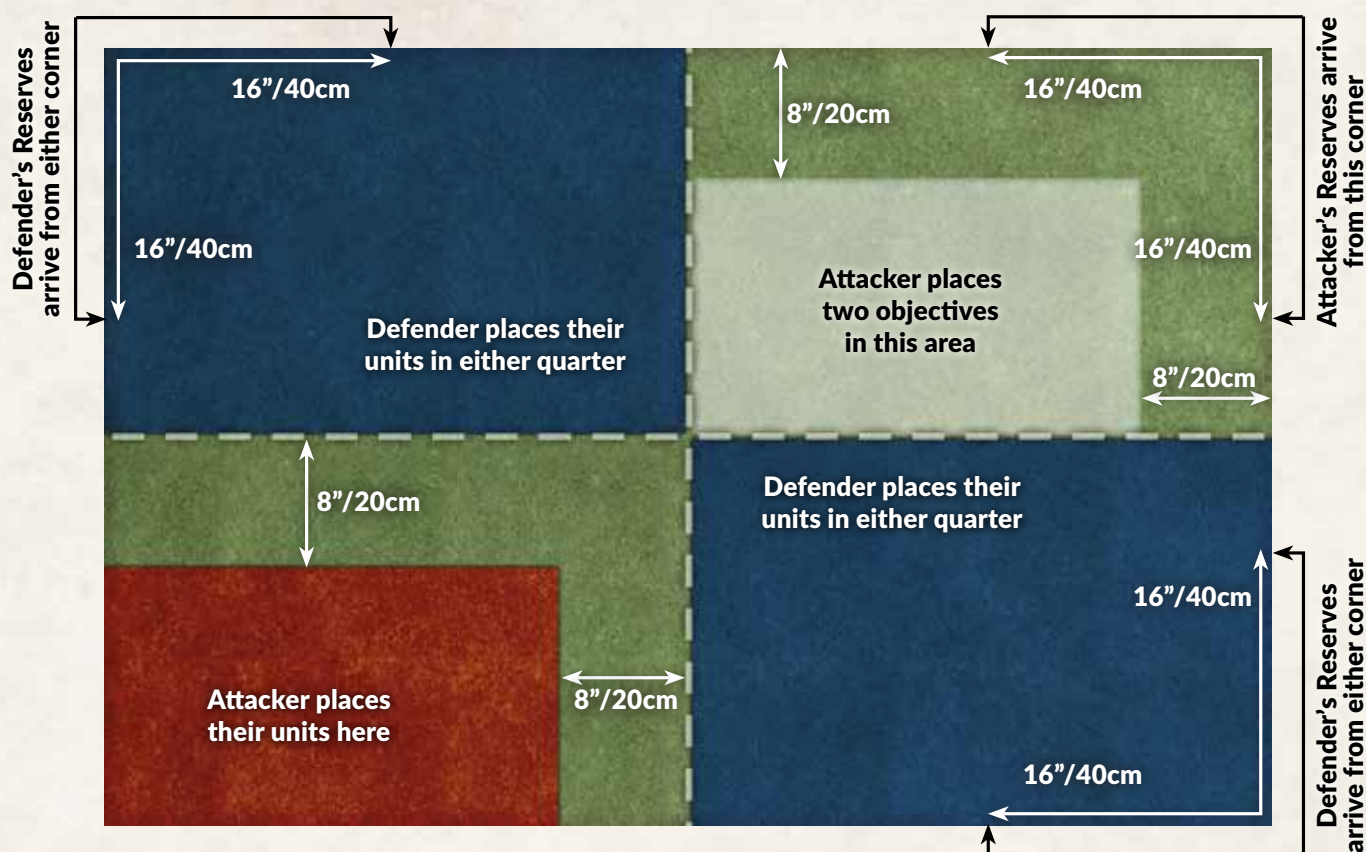 Defender's Reserves
arrive from either corner
16”/40cm
16”/40cm
Defender places their
units in either quarter
8”/20cm
16”/40cm
16”/40cm
Attacker's Reserves arrive
from this corner
Attacker places
two objectives
in this area
8”/20cm
8”/20cm
Attacker places
their units here
8”/20cm
Defender places their
units in either quarter
16”/40cm
16”/40cm
Defender's Reserves
arrive from either corner